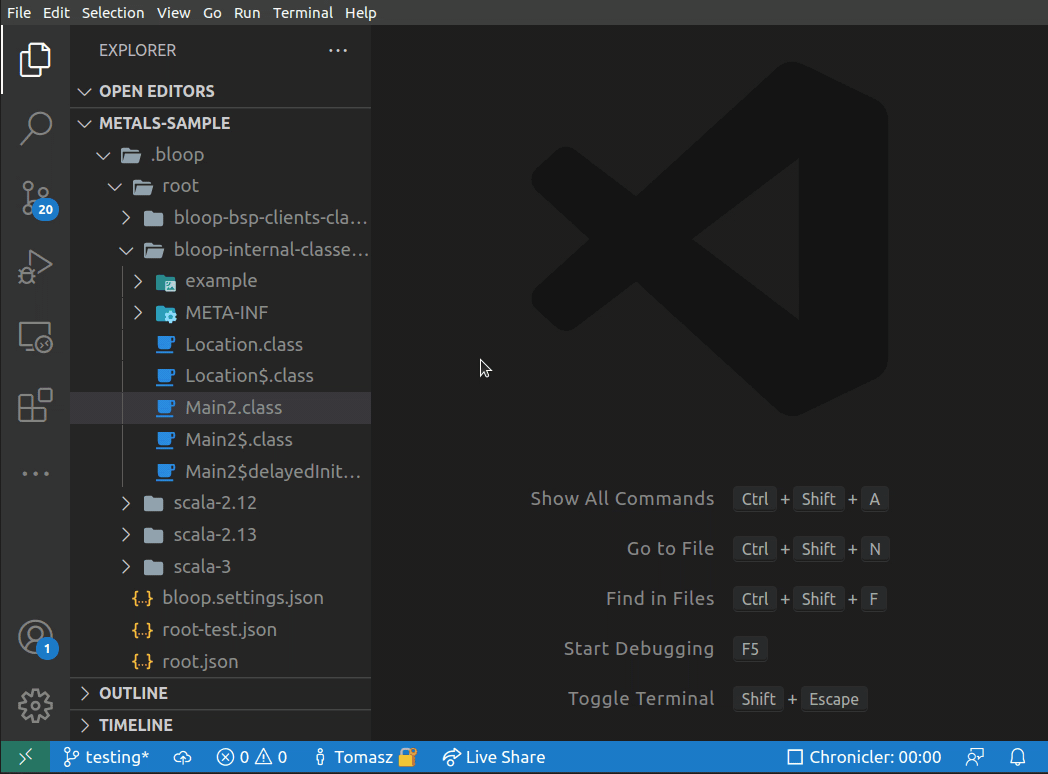 File Edit Selection View Go Run Terminal Help
EXPLORER ...
OPEN EDITORS
METALS-SAMPLE
.bloop
root
bloop-bsp-clients-cla...
bloop-internal-classe...
example
META-INF
Location.class
Location$.class
Main2.class
Main2$.class
Main2$delayedInit...
scala-2.12
scala-2.13
scala-3
{..} bloop.settings.json
{..} root-test.json
{..} root.json
OUTLINE
TIMELINE
20
1
Show All Commands Ctrl + Shift + A
Go to File Ctrl + Shift + N
Find in Files Ctrl + Shift + F
Start Debugging F5
Toggle Terminal Shift + Escape
testing* 0 0 Tomasz Live Share Chronicler: 00:00